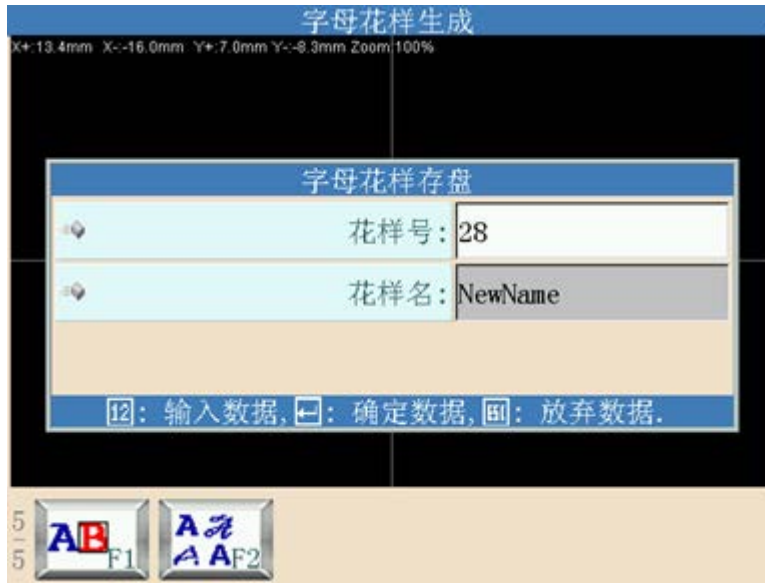 字母花样生成
X+:13.4mm X-:-16.0mm Y+:7.0mm Y-:-8.3mm Zoom 100%
字母花样存盘
花样号: 28
花样名: NewName
12: 输入数据, ↵: 确定数据, : 放弃数据.
5
5
AB F1
A A A A F2